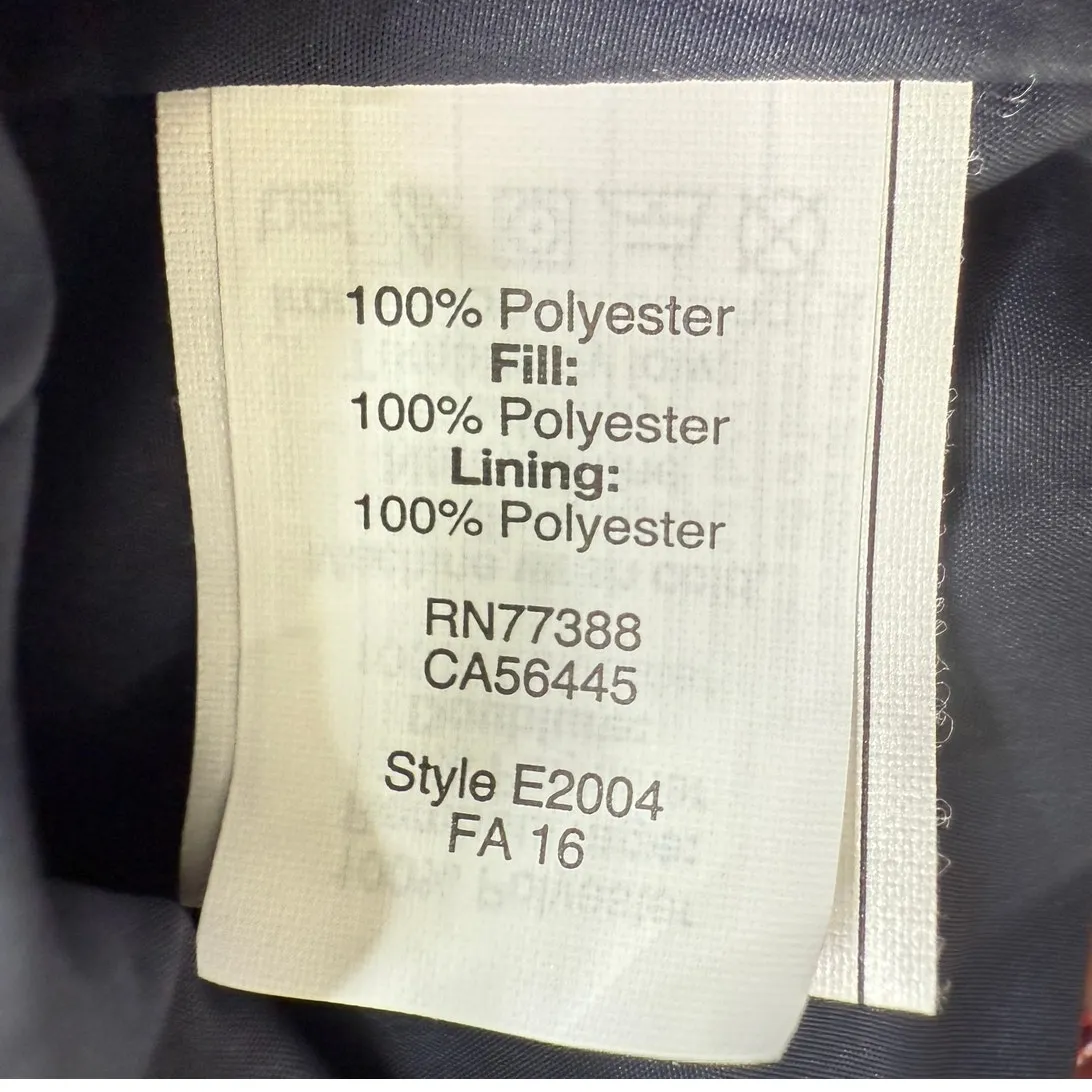 100% Polyester
Fill:
100% Polyester
Lining:
100% Polyester
RN77388
CA56445
Style E2004
FA 16